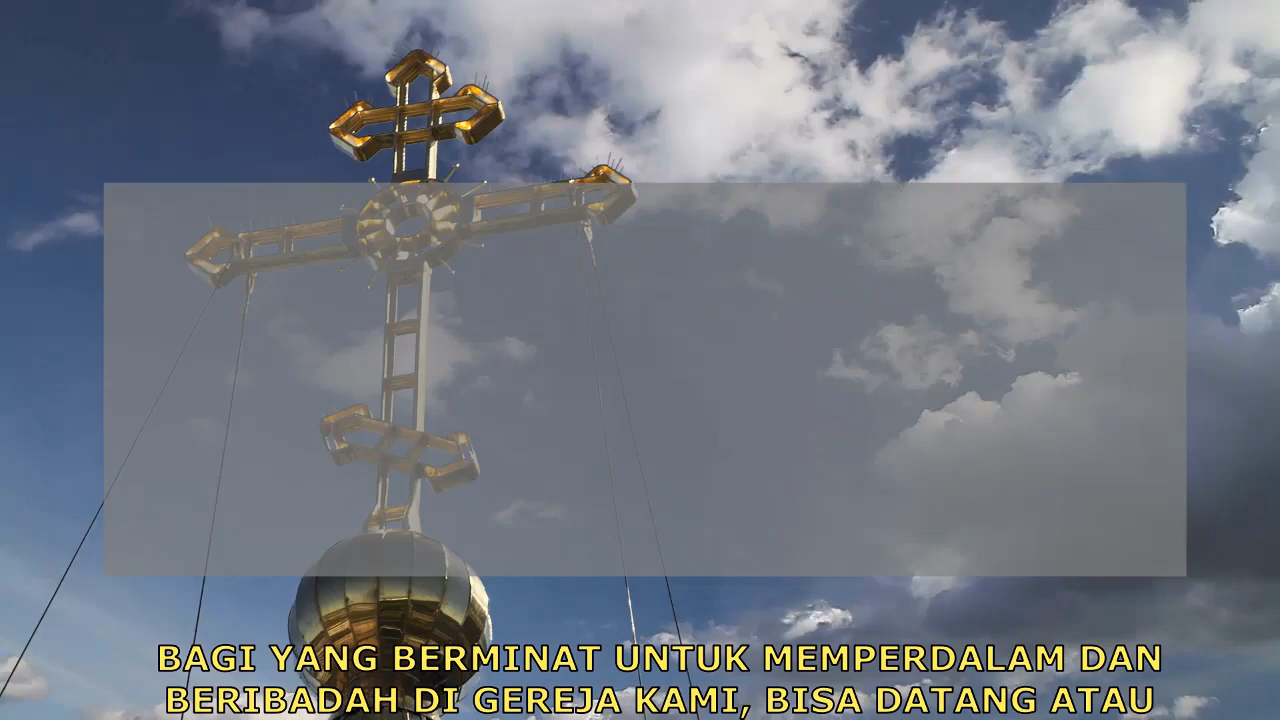 BAGI YANG BERMINAT UNTUK MEMPERDALAM DAN
BERIBADAH DI GEREJA KAMI, BISA DATANG ATAU